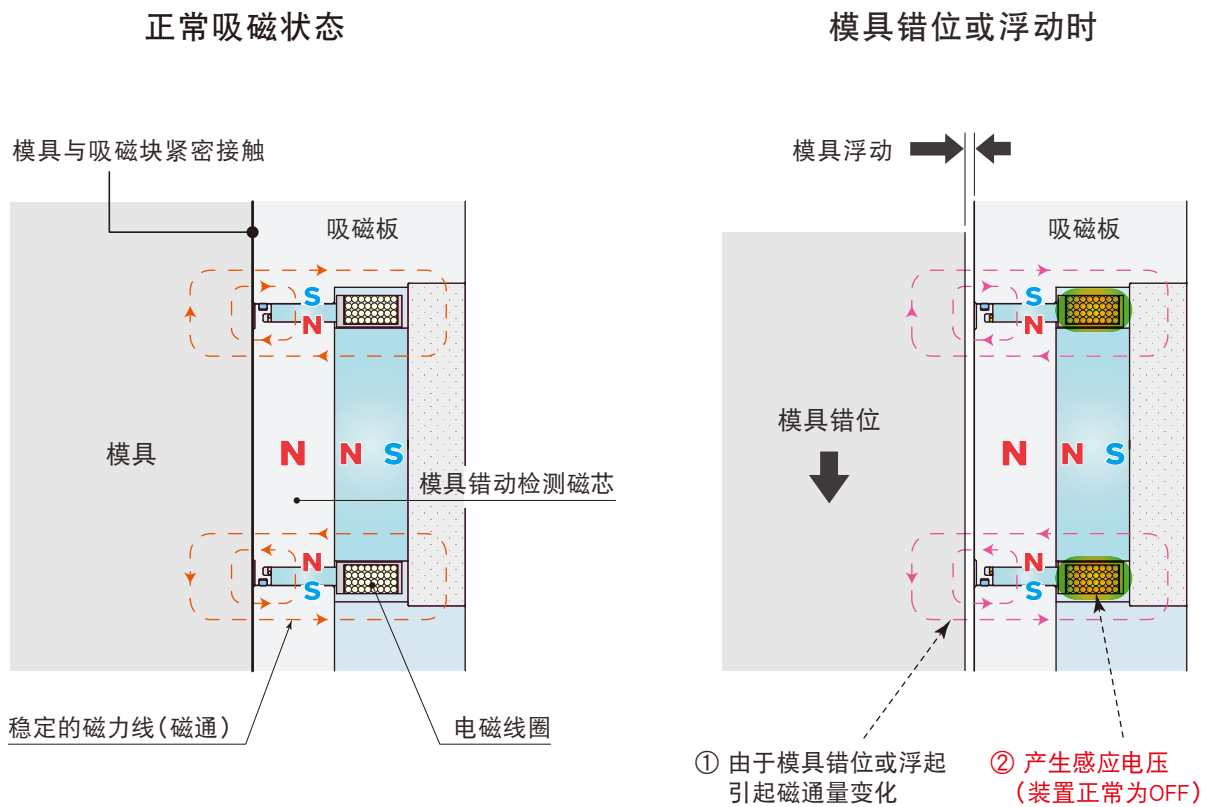 正常吸磁状态
模具与吸磁块紧密接触
吸磁板
S
N
模具
N
N S
模具错动检测磁芯
N
S
稳定的磁力线(磁通)
电磁线圈
模具错位或浮动时
模具浮动
吸磁板
S
N
模具错位
N
N S
N
S
① 由于模具错位或浮起
引起磁通量变化
② 产生感应电压
(装置正常为OFF)